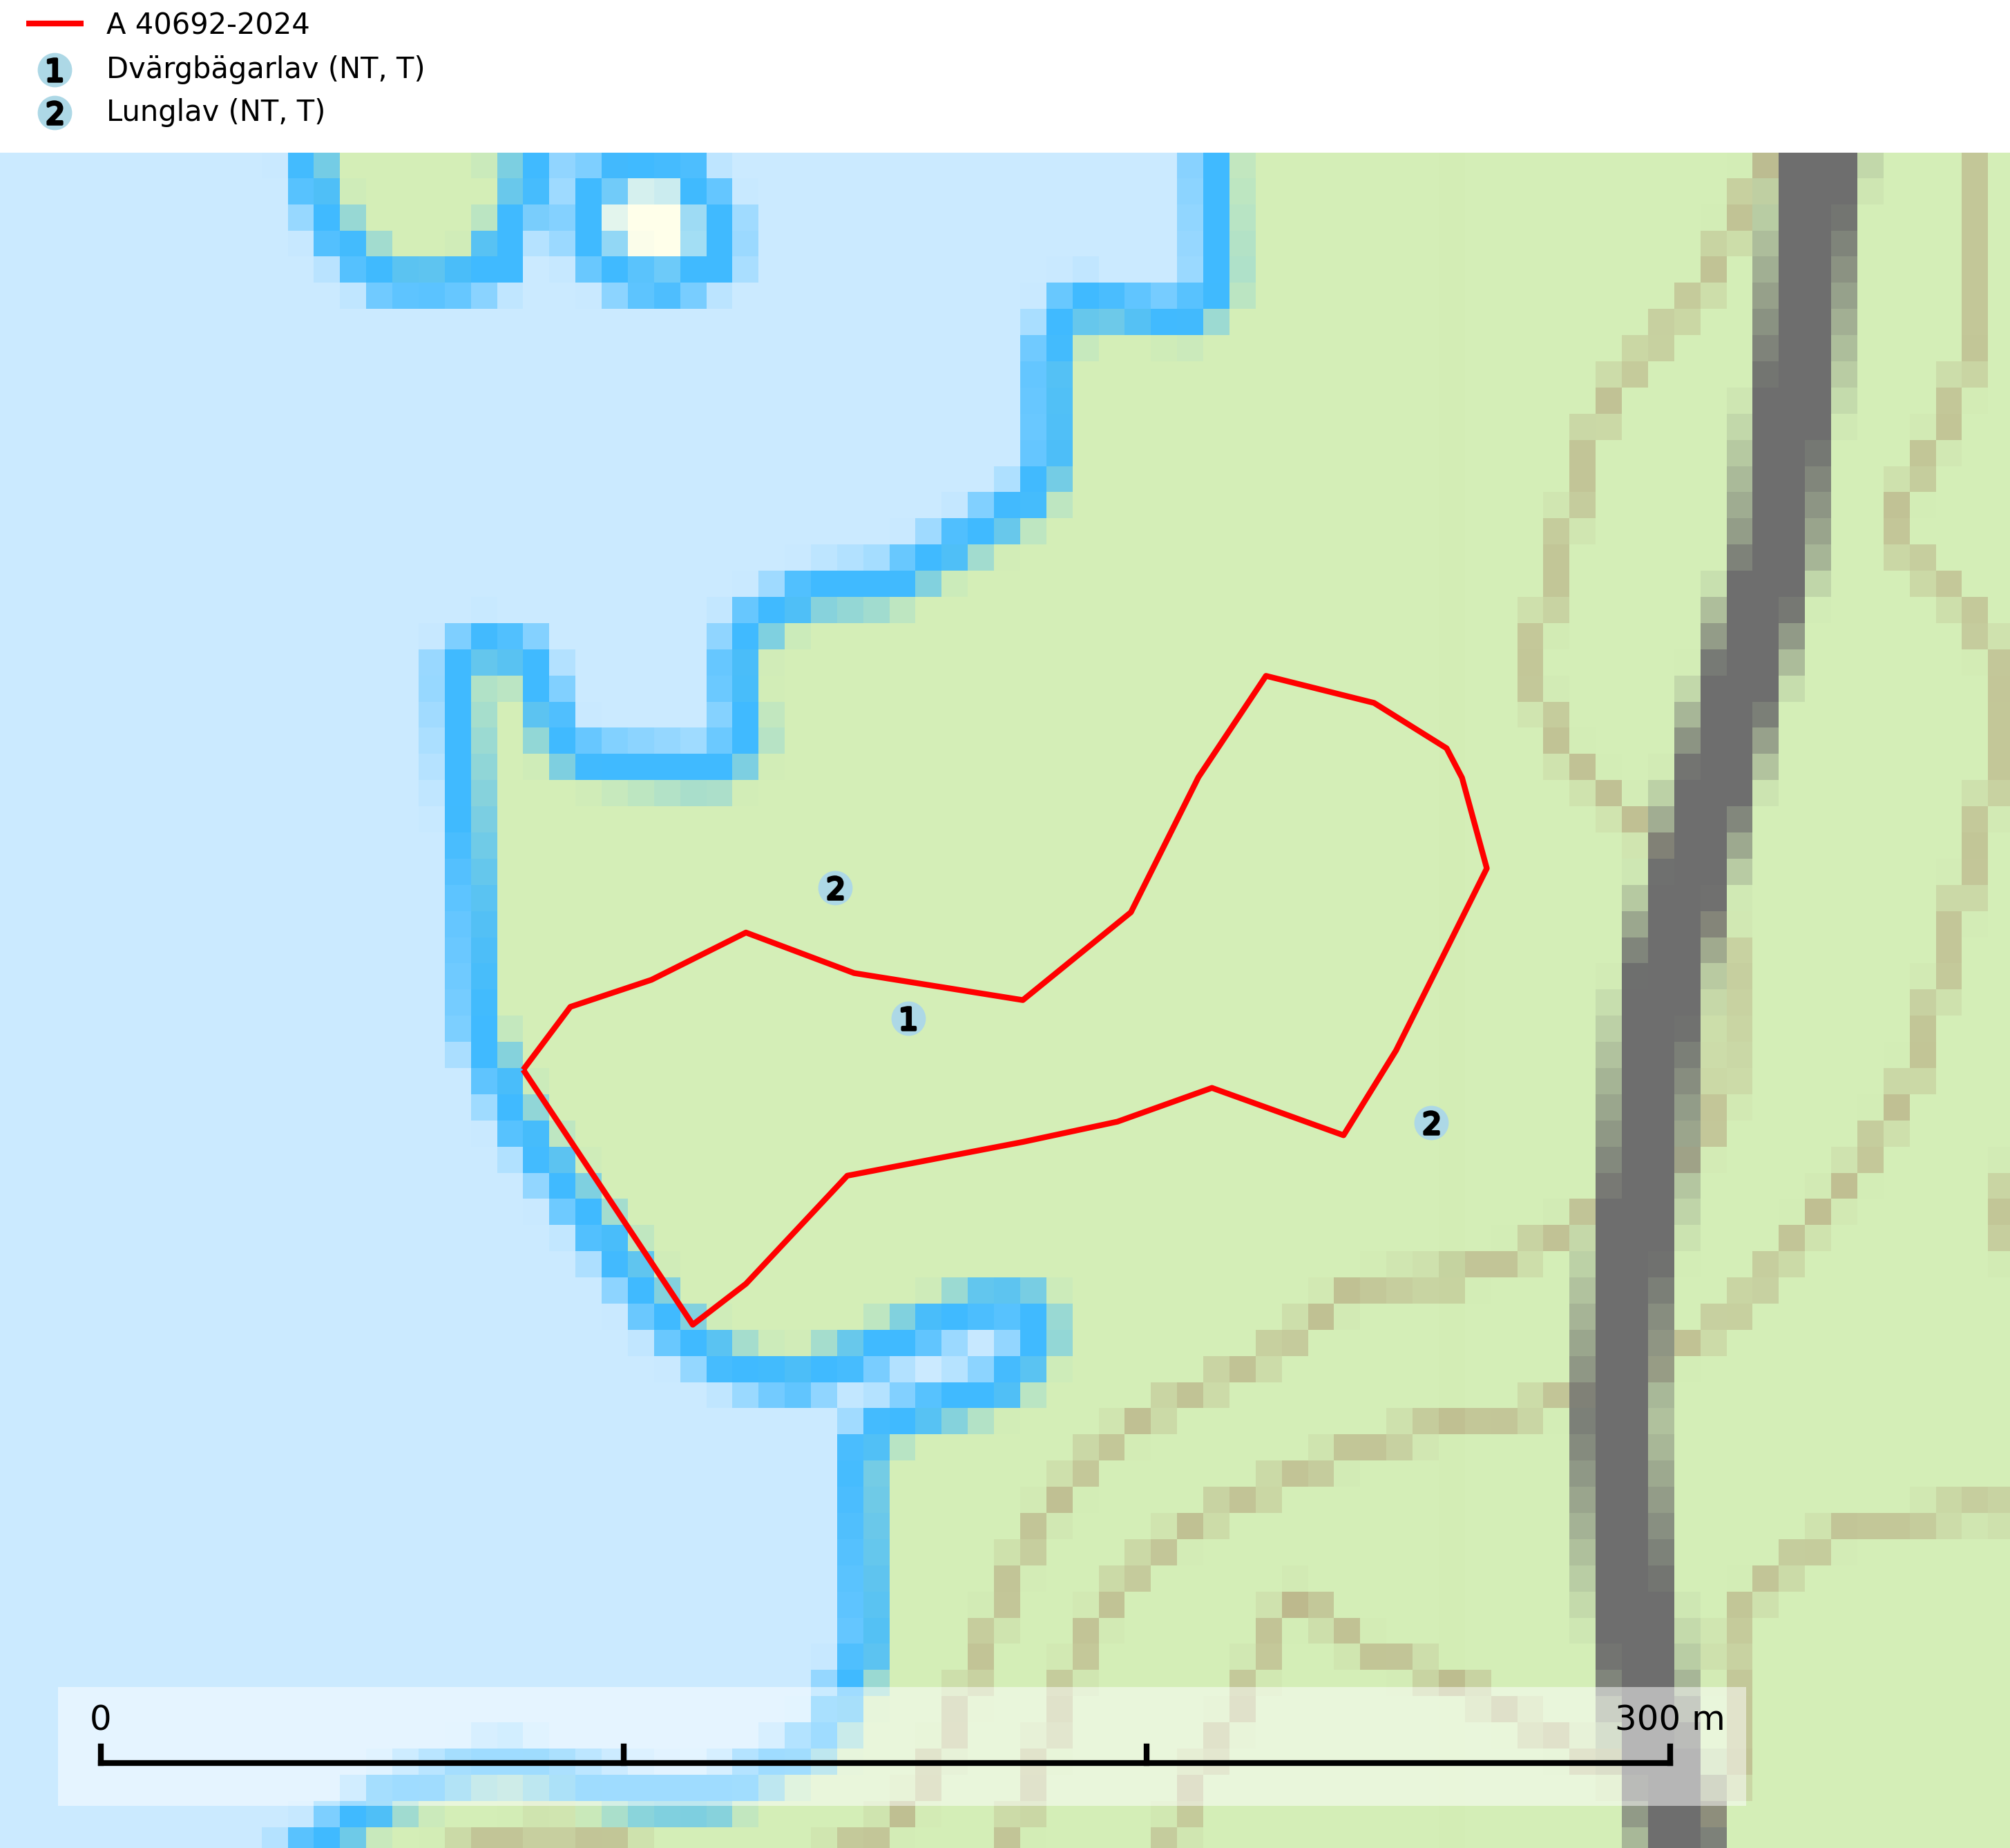 A 40692-2024
1 Dvärgbägarlav (NT, T)
2 Lunglav (NT, T)
2
1
2
0 300 m